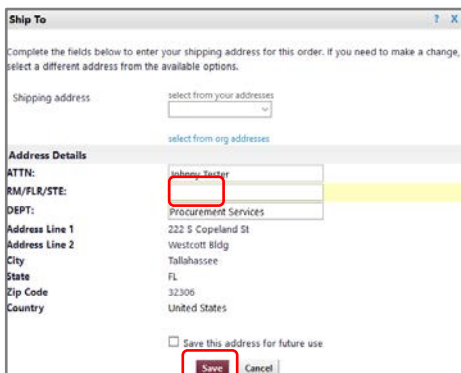 Ship To ? X
Complete the fields below to enter your shipping address for this order. If you need to make a change,
select a different address from the available options.
Shipping address select from your addresses
select from org addresses
Address Details
ATTN: Johnny Tester
RM/FLR/STE:
DEPT: Procurement Services
Address Line 1 222 S Copeland St
Address Line 2 Westcott Bldg
City Tallahassee
State FL
Zip Code 32306
Country United States
Save this address for future use
Save Cancel